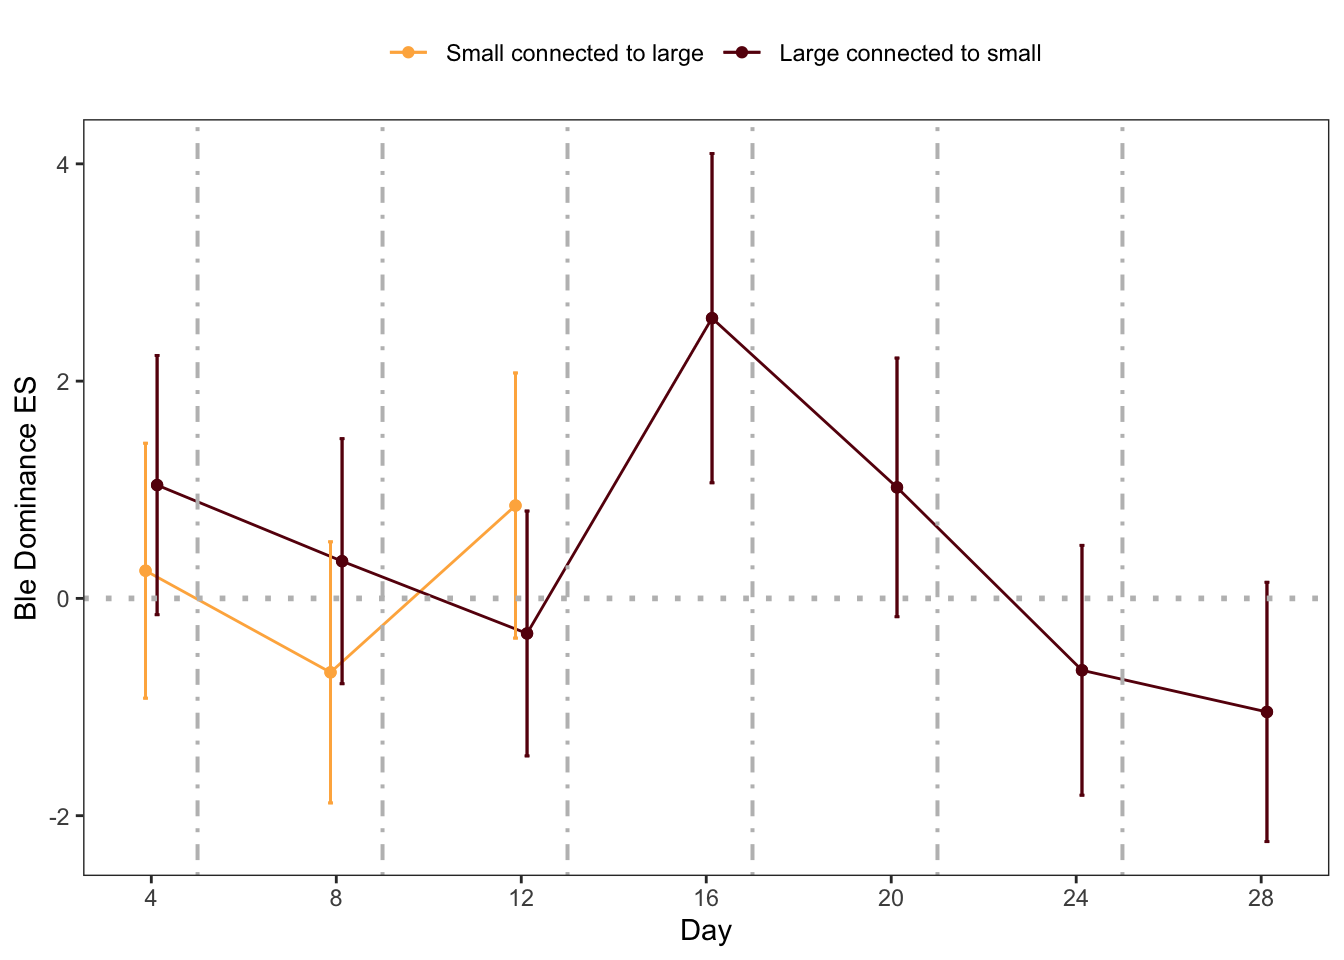 Small connected to large Large connected to small
Ble Dominance ES
4
2
0
-2
4 8 12 16 20 24 28
Day